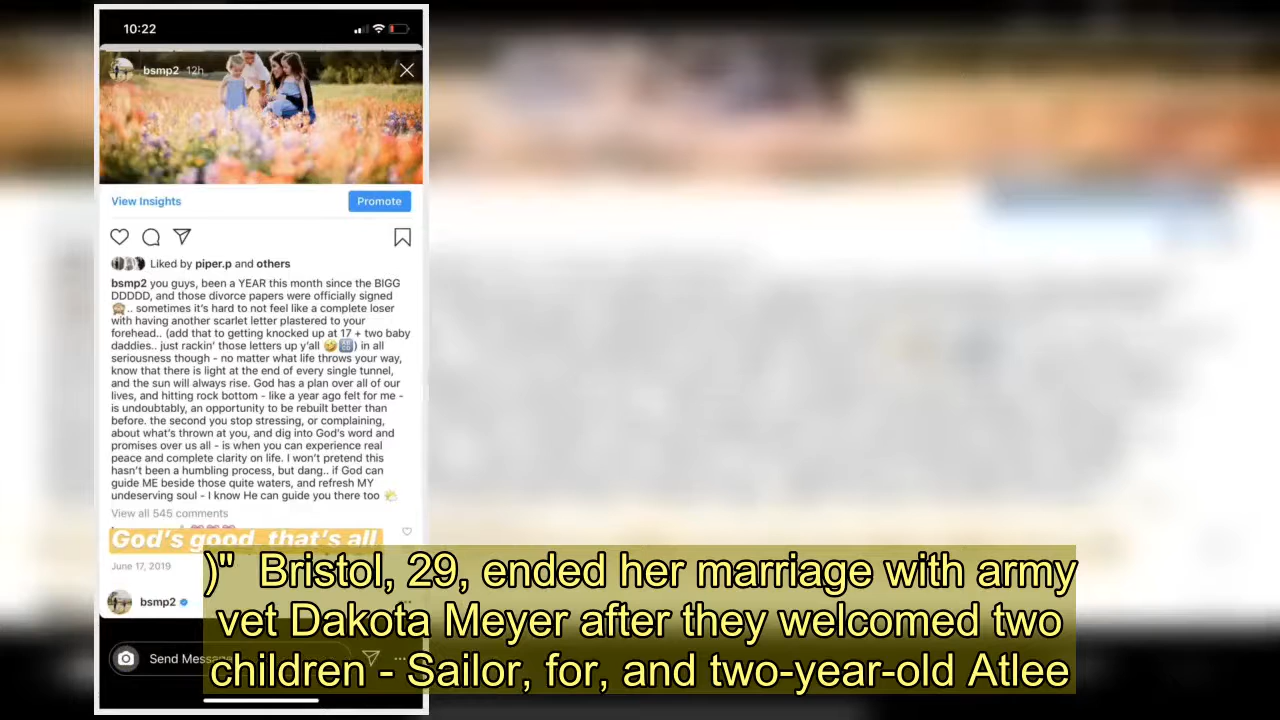 10:22
bsmp2 12h
View Insights
Promote
Liked by piper.p and others
bsmp2 you guys, been a YEAR this month since the BIGG
DDDDD, and those divorce papers were officially signed
🙈.. sometimes it's hard to not feel like a complete loser
with having another scarlet letter plastered to your
forehead.. (add that to getting knocked up at 17 + two baby
daddies.. just rackin' those letters up y'all 🤣🔠) in all
seriousness though - no matter what life throws your way,
know that there is light at the end of every single tunnel,
and the sun will always rise. God has a plan over all of our
lives, and hitting rock bottom - like a year ago felt for me -
is undoubtably, an opportunity to be rebuilt better than
before. the second you stop stressing, or complaining,
about what's thrown at you, and dig into God's word and
promises over us all - is when you can experience real
peace and complete clarity on life. I won't pretend this
hasn't been a humbling process, but dang.. if God can
guide ME beside those quite waters, and refresh MY
undeserving soul - I know He can guide you there too 🌤
View all 545 comments
God's good, that's all
June 17, 2019
bsmp2
Send Message
)" Bristol, 29, ended her marriage with army
vet Dakota Meyer after they welcomed two
children - Sailor, for, and two-year-old Atlee